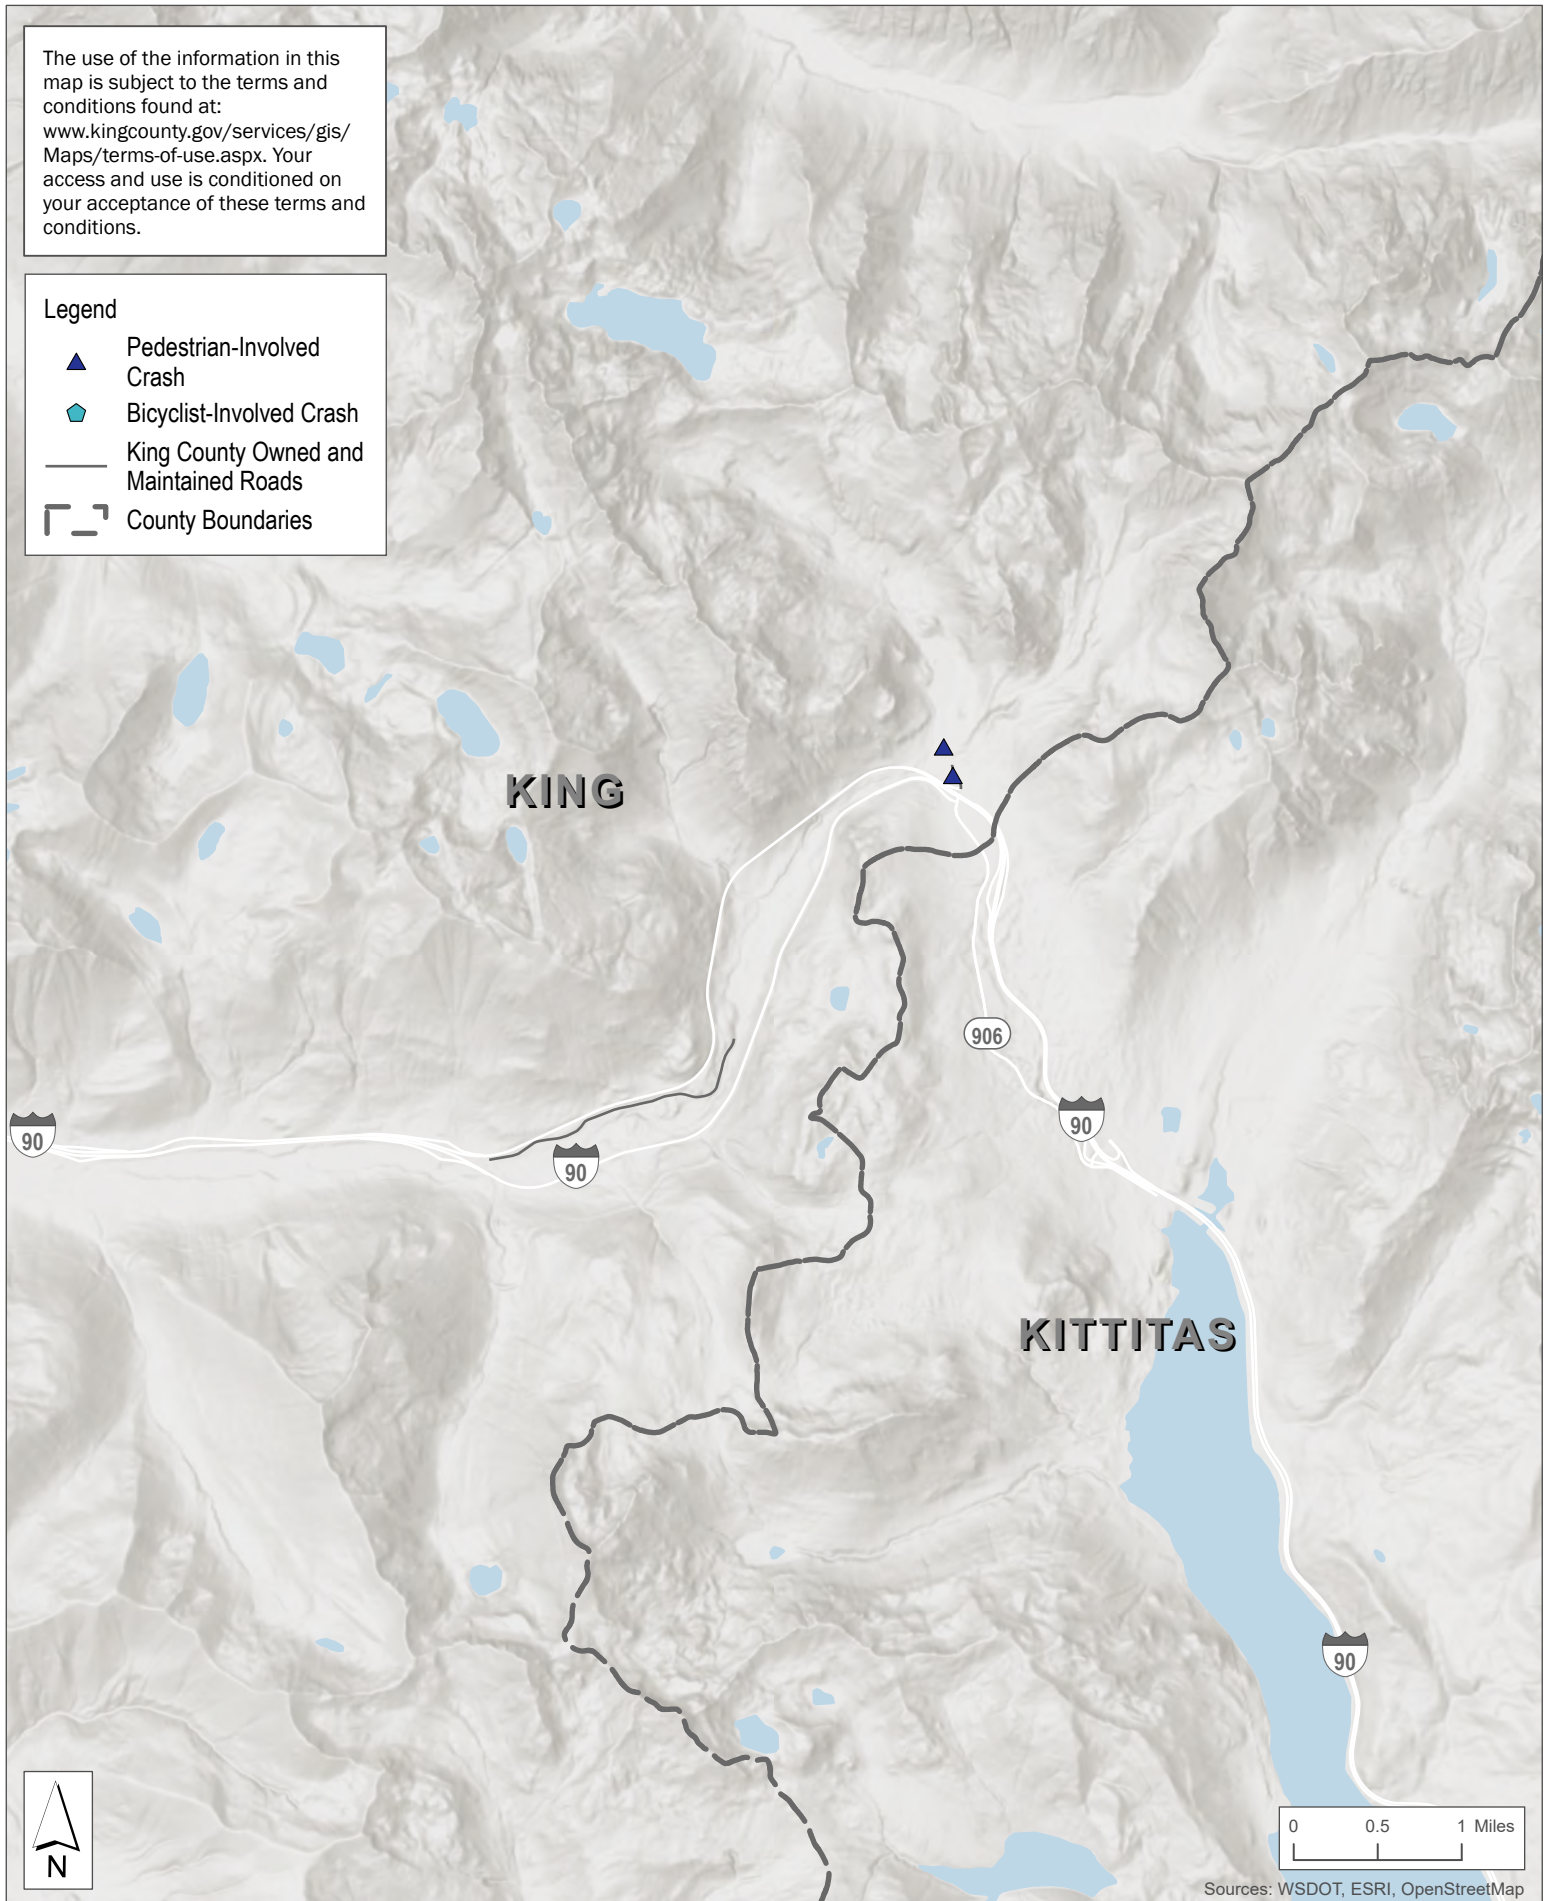 The use of the information in this
map is subject to the terms and
conditions found at:
www.kingcounty.gov/services/gis/
Maps/terms-of-use.aspx. Your
access and use is conditioned on
your acceptance of these terms and
conditions.
Legend
Pedestrian-Involved
Crash
Bicyclist-Involved Crash
King County Owned and
Maintained Roads
County Boundaries
KING
906
90
90
90
KITTITAS
90
N
0 0.5 1 Miles
Sources: WSDOT, ESRI, OpenStreetMap